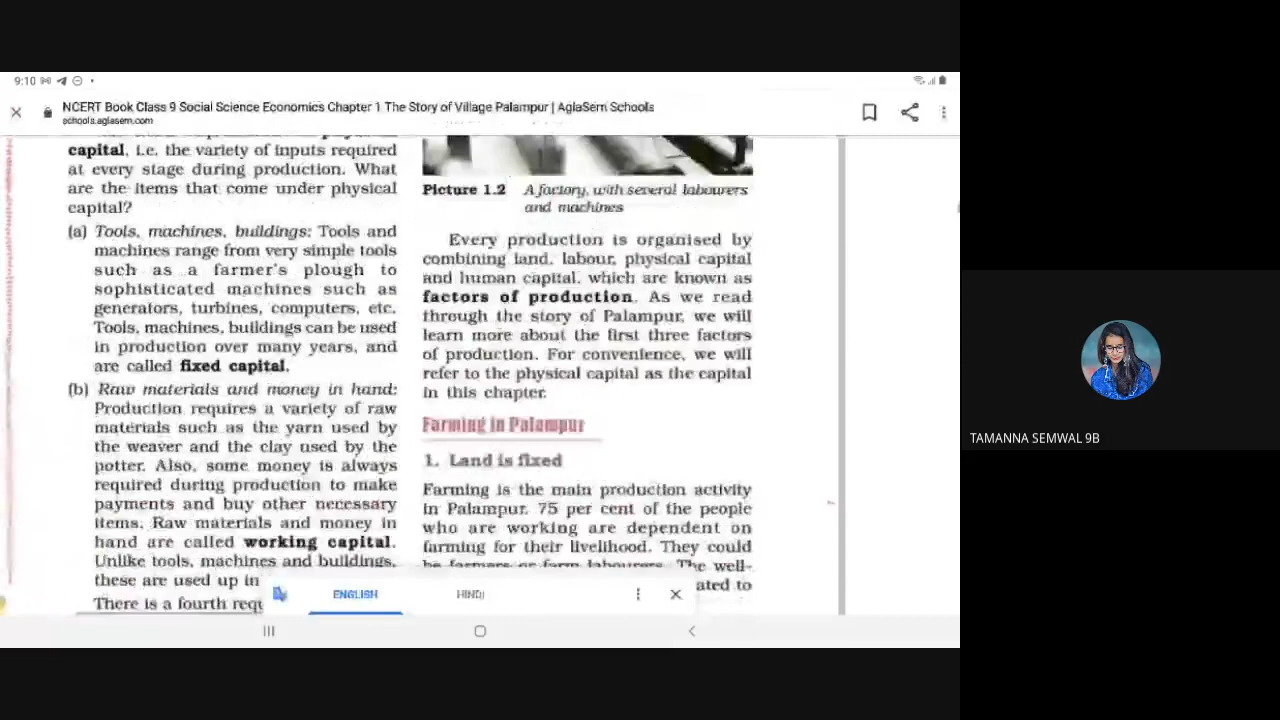 9:10
NCERT Book Class 9 Social Science Economics Chapter 1 The Story of Village Palampur | AglaSem Schools
schools.aglasem.com
capital, i.e. the variety of inputs required
at every stage during production. What
are the items that come under physical
capital?
(a) Tools, machines, buildings: Tools and
machines range from very simple tools
such as a farmer's plough to
sophisticated machines such as
generators, turbines, computers, etc.
Tools, machines, buildings can be used
in production over many years, and
are called fixed capital.
(b) Raw materials and money in hand:
Production requires a variety of raw
materials such as the yarn used by
the weaver and the clay used by the
potter. Also, some money is always
required during production to make
payments and buy other necessary
items. Raw materials and money in
hand are called working capital.
Unlike tools, machines and buildings,
these are used up in
There is a fourth requ
Picture 1.2 A factory, with several labourers
and machines
Every production is organised by
combining land, labour, physical capital
and human capital, which are known as
factors of production. As we read
through the story of Palampur, we will
learn more about the first three factors
of production. For convenience, we will
refer to the physical capital as the capital
in this chapter.
Farming in Palampur
1. Land is fixed
Farming is the main production activity
in Palampur. 75 per cent of the people
who are working are dependent on
farming for their livelihood. They could
be farmers or farm labourers. The well-
ated to
ENGLISH
HINDI
TAMANNA SEMWAL 9B